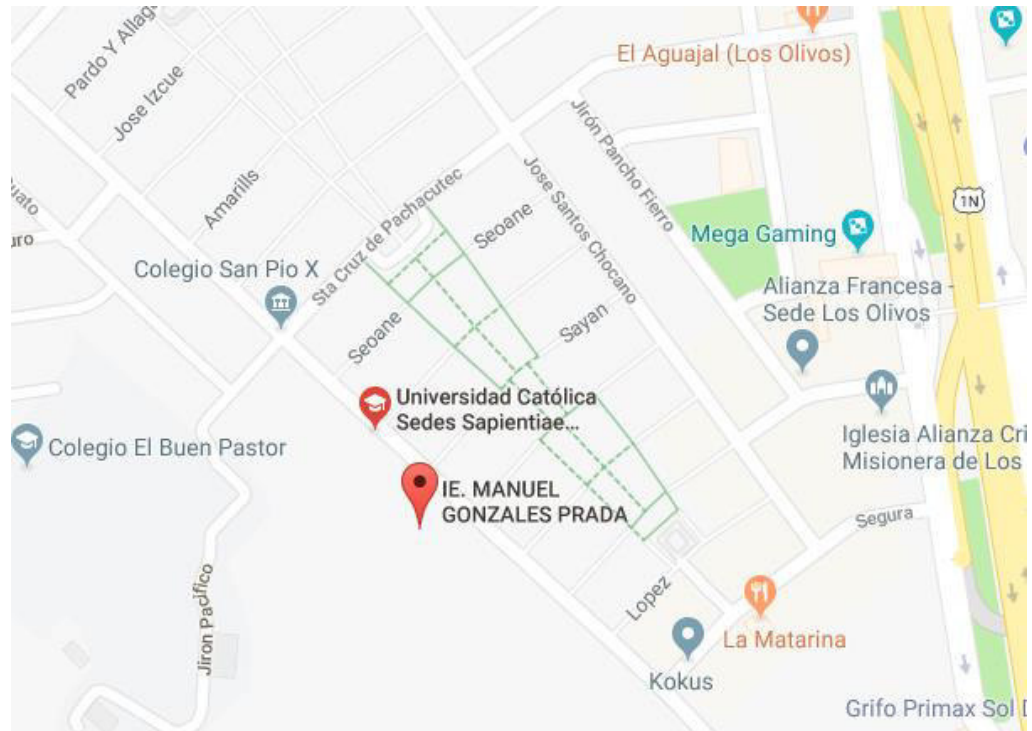 Pardo Y Allaga
El Aguajal (Los Olivos)
Jose Izcue
Jirón Pancho Fierro
Amarills
Sta Cruz de Pachacutec
Jose Santos Chocano
1N
uato
uro
Seoane
Mega Gaming
Colegio San Pio X
Alianza Francesa -
Sede Los Olivos
Seoane
Sayan
Universidad Católica
Sedes Sapientiae...
Colegio El Buen Pastor
Iglesia Alianza Cri
Misionera de Los
IE. MANUEL
GONZALES PRADA
Segura
Lopez
Jiron Pacífico
La Matarina
Kokus
Grifo Primax Sol D